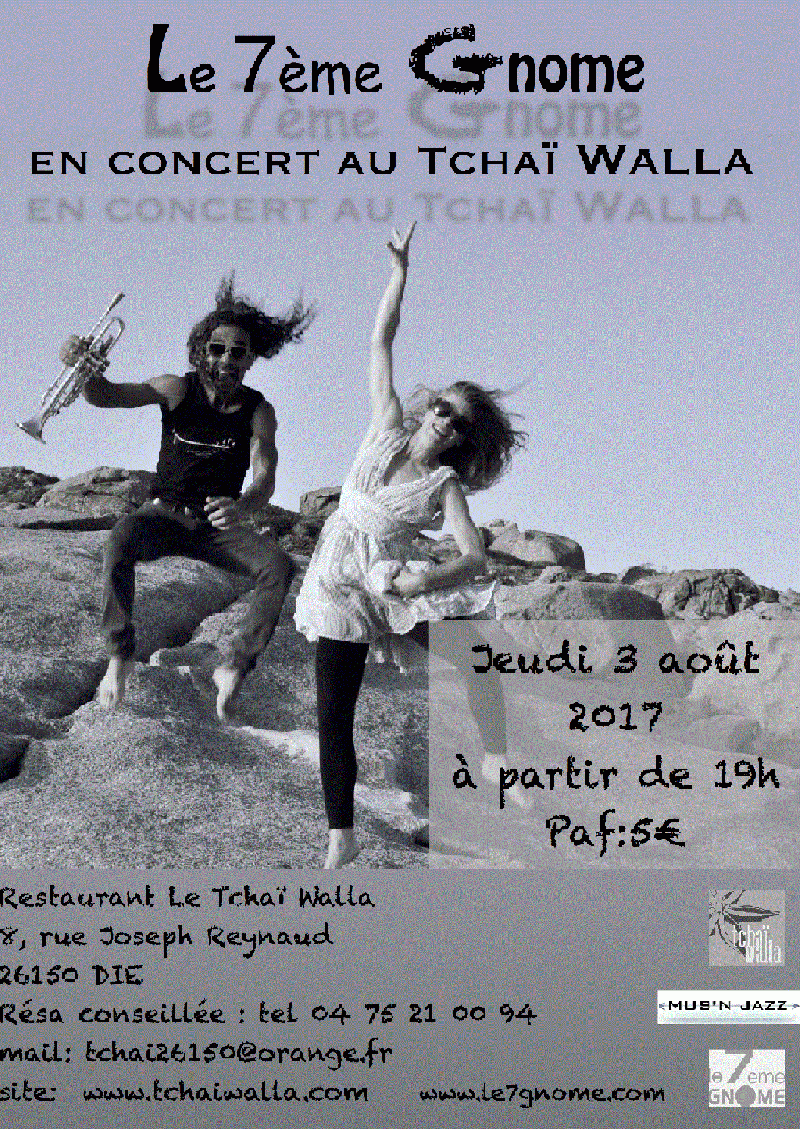 Le 7ème Gnome
EN CONCERT AU TCHAÏ WALLA
Jeudi 3 août
2017
à partir de 19h
Paf:5€
Restaurant Le Tchaï Walla
8, rue Joseph Reynaud
26150 DIE
Résa conseillée : tel 04 75 21 00 94
mail: tchai26150@orange.fr
site: www.tchaiwalla.com www.le7gnome.com
tchaï
walla
MUS'N JAZZ
le 7eme
GNOME